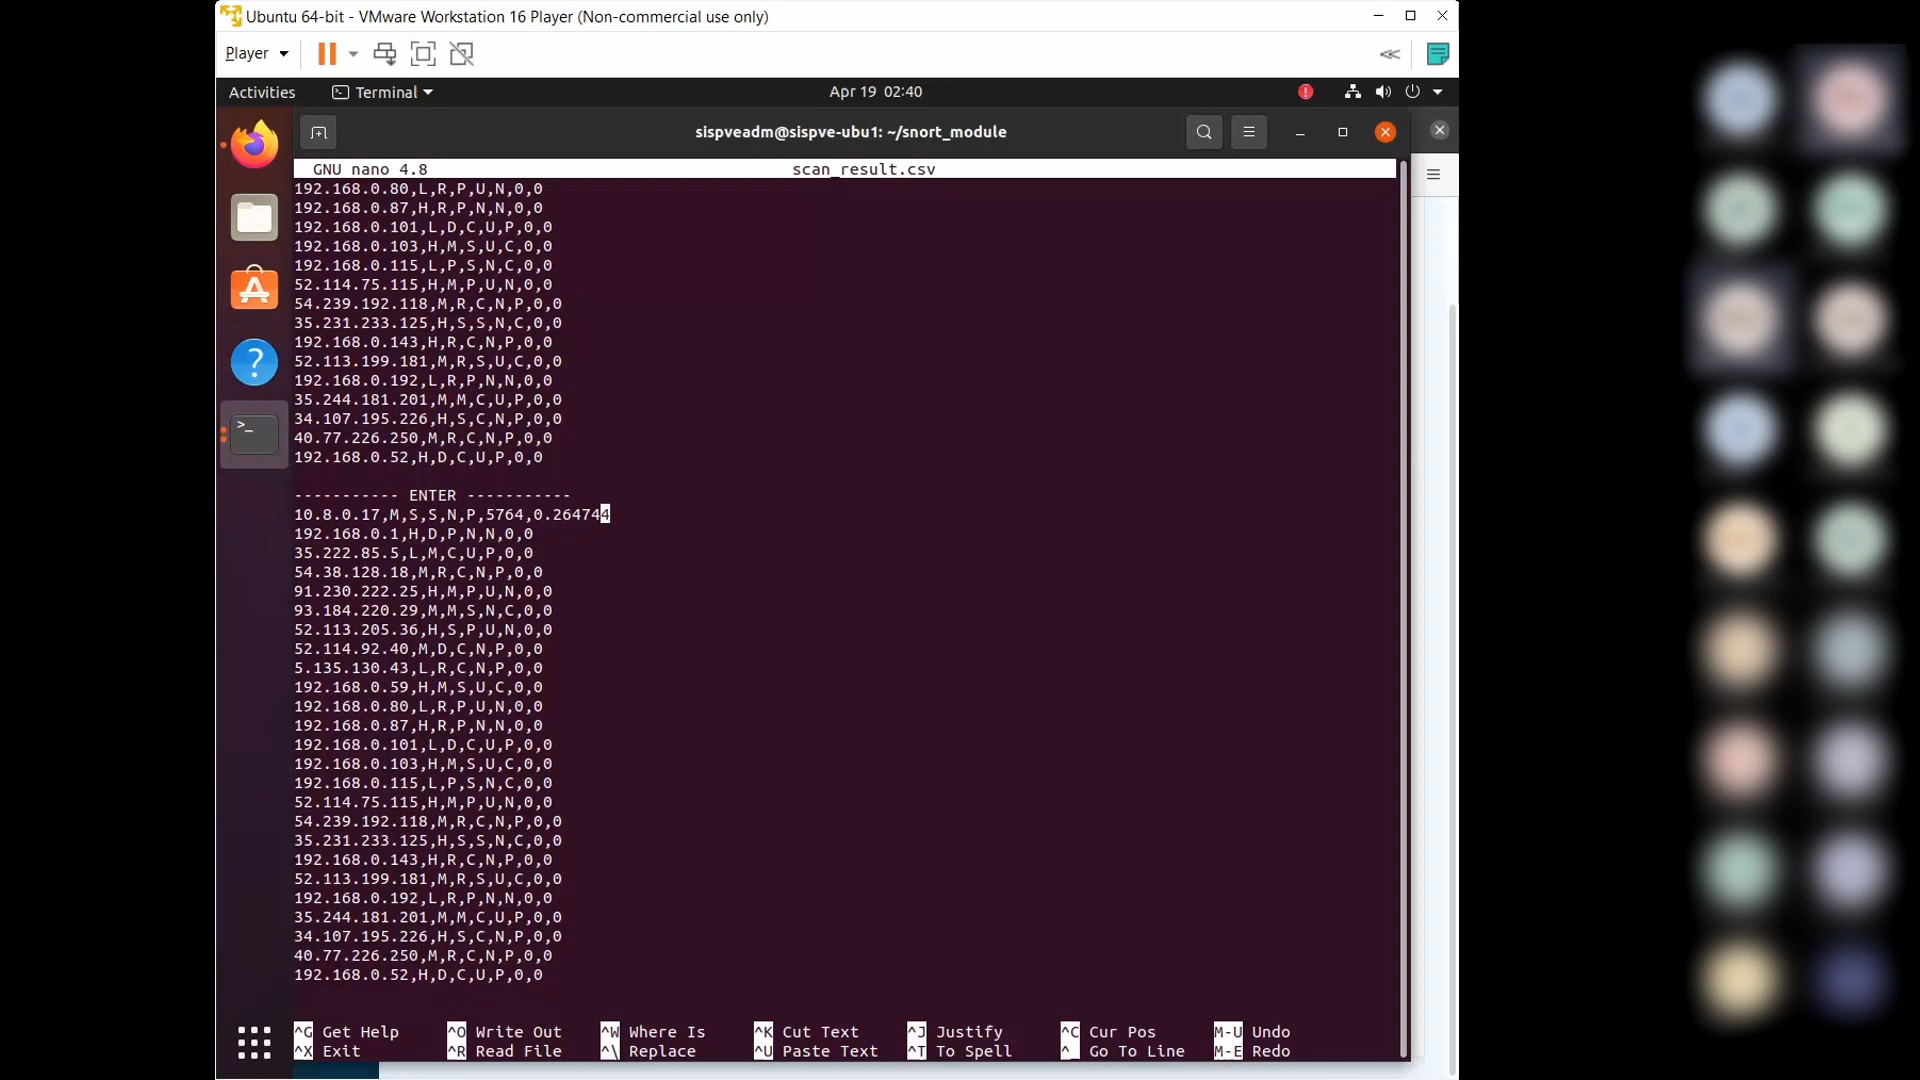 Ubuntu 64-bit - VMware Workstation 16 Player (Non-commercial use only)
Player
Activities
Terminal
Apr 19 02:40
sispveadm@sispve-ubu1: ~/snort_module
GNU nano 4.8
scan_result.csv
192.168.0.80,L,R,P,U,N,0,0
192.168.0.87,H,R,P,N,N,0,0
192.168.0.101,L,D,C,U,P,0,0
192.168.0.103,H,M,S,U,C,0,0
192.168.0.115,L,P,S,N,C,0,0
52.114.75.115,H,M,P,U,N,0,0
54.239.192.118,M,R,C,N,P,0,0
35.231.233.125,H,S,S,N,C,0,0
192.168.0.143,H,R,C,N,P,0,0
52.113.199.181,M,R,S,U,C,0,0
192.168.0.192,L,R,P,N,N,0,0
35.244.181.201,M,M,C,U,P,0,0
34.107.195.226,H,S,C,N,P,0,0
40.77.226.250,M,R,C,N,P,0,0
192.168.0.52,H,D,C,U,P,0,0
----------- ENTER -----------
10.8.0.17,M,S,S,N,P,5764,0.264744
192.168.0.1,H,D,P,N,N,0,0
35.222.85.5,L,M,C,U,P,0,0
54.38.128.18,M,R,C,N,P,0,0
91.230.222.25,H,M,P,U,N,0,0
93.184.220.29,M,M,S,N,C,0,0
52.113.205.36,H,S,P,U,N,0,0
52.114.92.40,M,D,C,N,P,0,0
5.135.130.43,L,R,C,N,P,0,0
192.168.0.59,H,M,S,U,C,0,0
192.168.0.80,L,R,P,U,N,0,0
192.168.0.87,H,R,P,N,N,0,0
192.168.0.101,L,D,C,U,P,0,0
192.168.0.103,H,M,S,U,C,0,0
192.168.0.115,L,P,S,N,C,0,0
52.114.75.115,H,M,P,U,N,0,0
54.239.192.118,M,R,C,N,P,0,0
35.231.233.125,H,S,S,N,C,0,0
192.168.0.143,H,R,C,N,P,0,0
52.113.199.181,M,R,S,U,C,0,0
192.168.0.192,L,R,P,N,N,0,0
35.244.181.201,M,M,C,U,P,0,0
34.107.195.226,H,S,C,N,P,0,0
40.77.226.250,M,R,C,N,P,0,0
192.168.0.52,H,D,C,U,P,0,0
^G Get Help ^O Write Out ^W Where Is ^K Cut Text ^J Justify ^C Cur Pos M-U Undo
^X Exit ^R Read File ^\ Replace ^U Paste Text ^T To Spell ^_ Go To Line M-E Redo